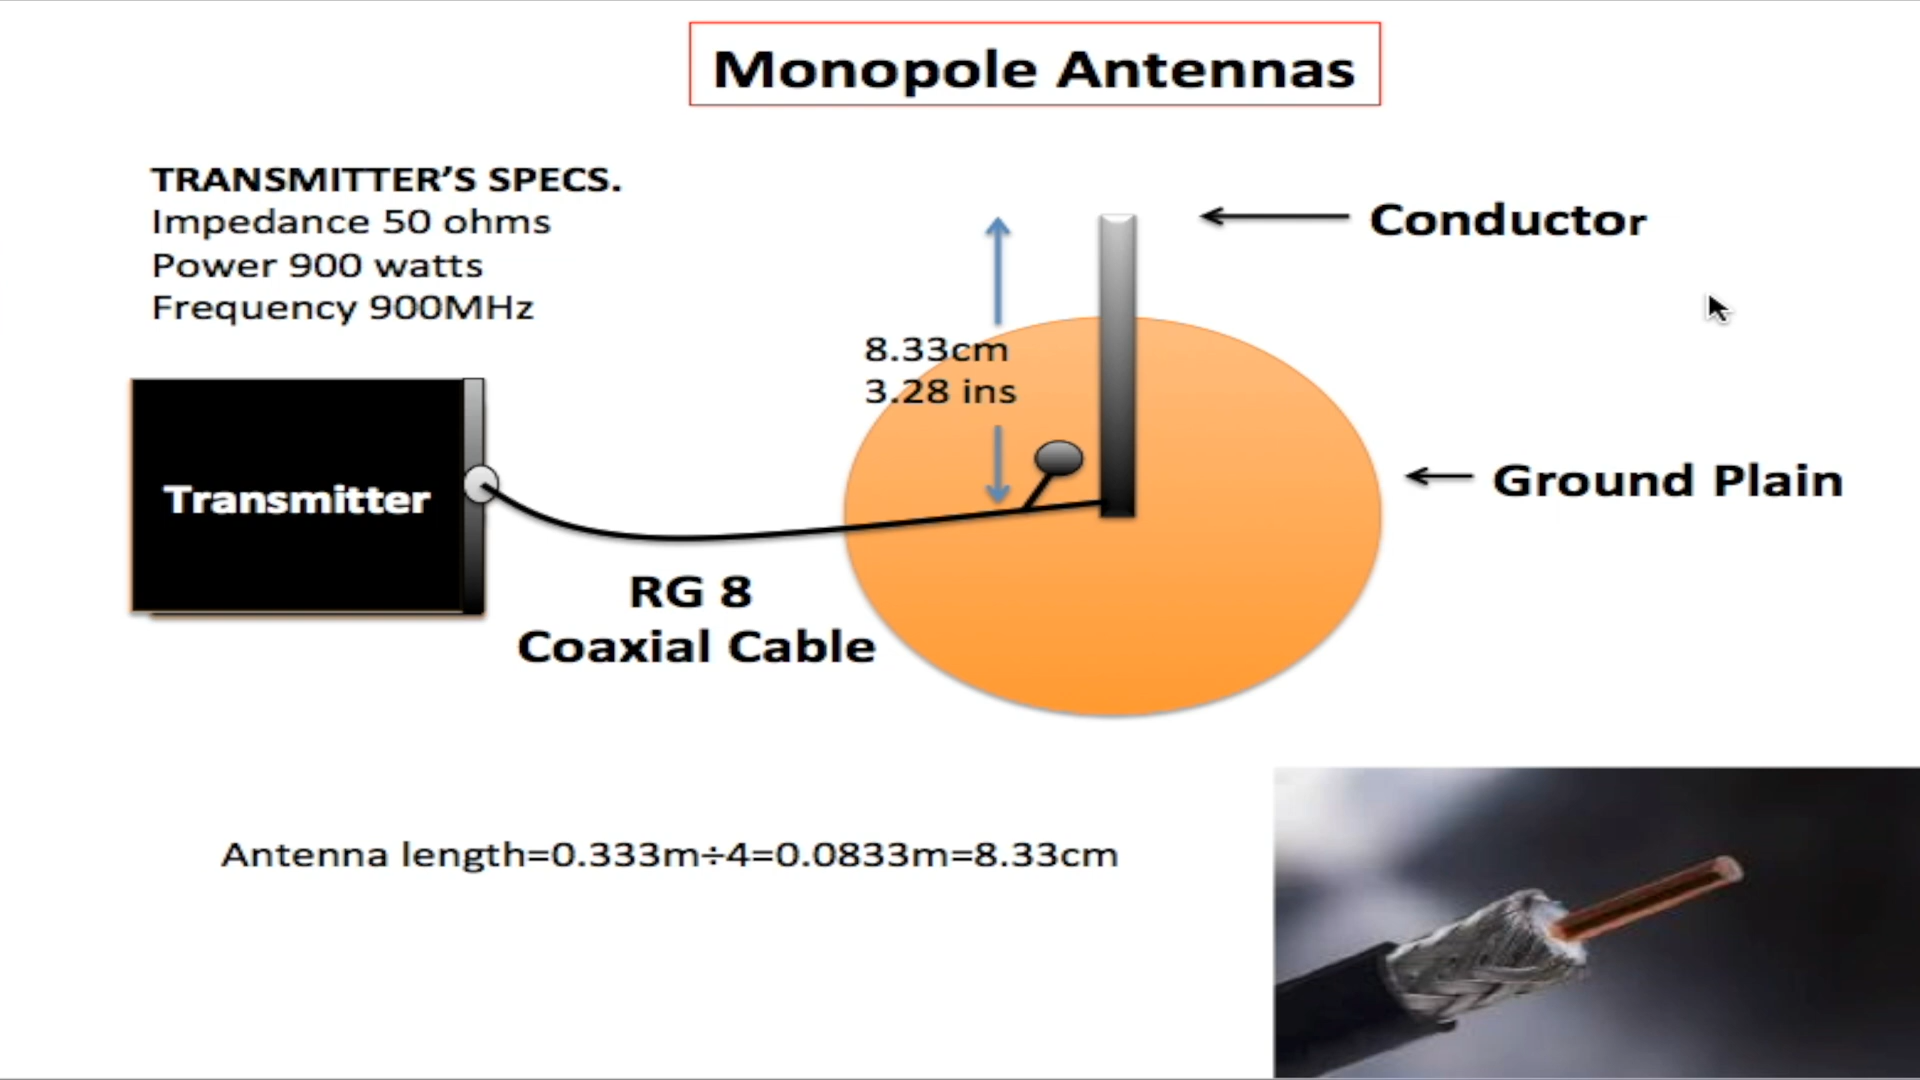 Monopole Antennas
TRANSMITTER'S SPECS.
Impedance 50 ohms
Power 900 watts
Frequency 900MHz
Conductor
8.33cm
3.28 ins
Ground Plain
Transmitter
RG 8
Coaxial Cable
Antenna length=0.333m÷4=0.0833m=8.33cm